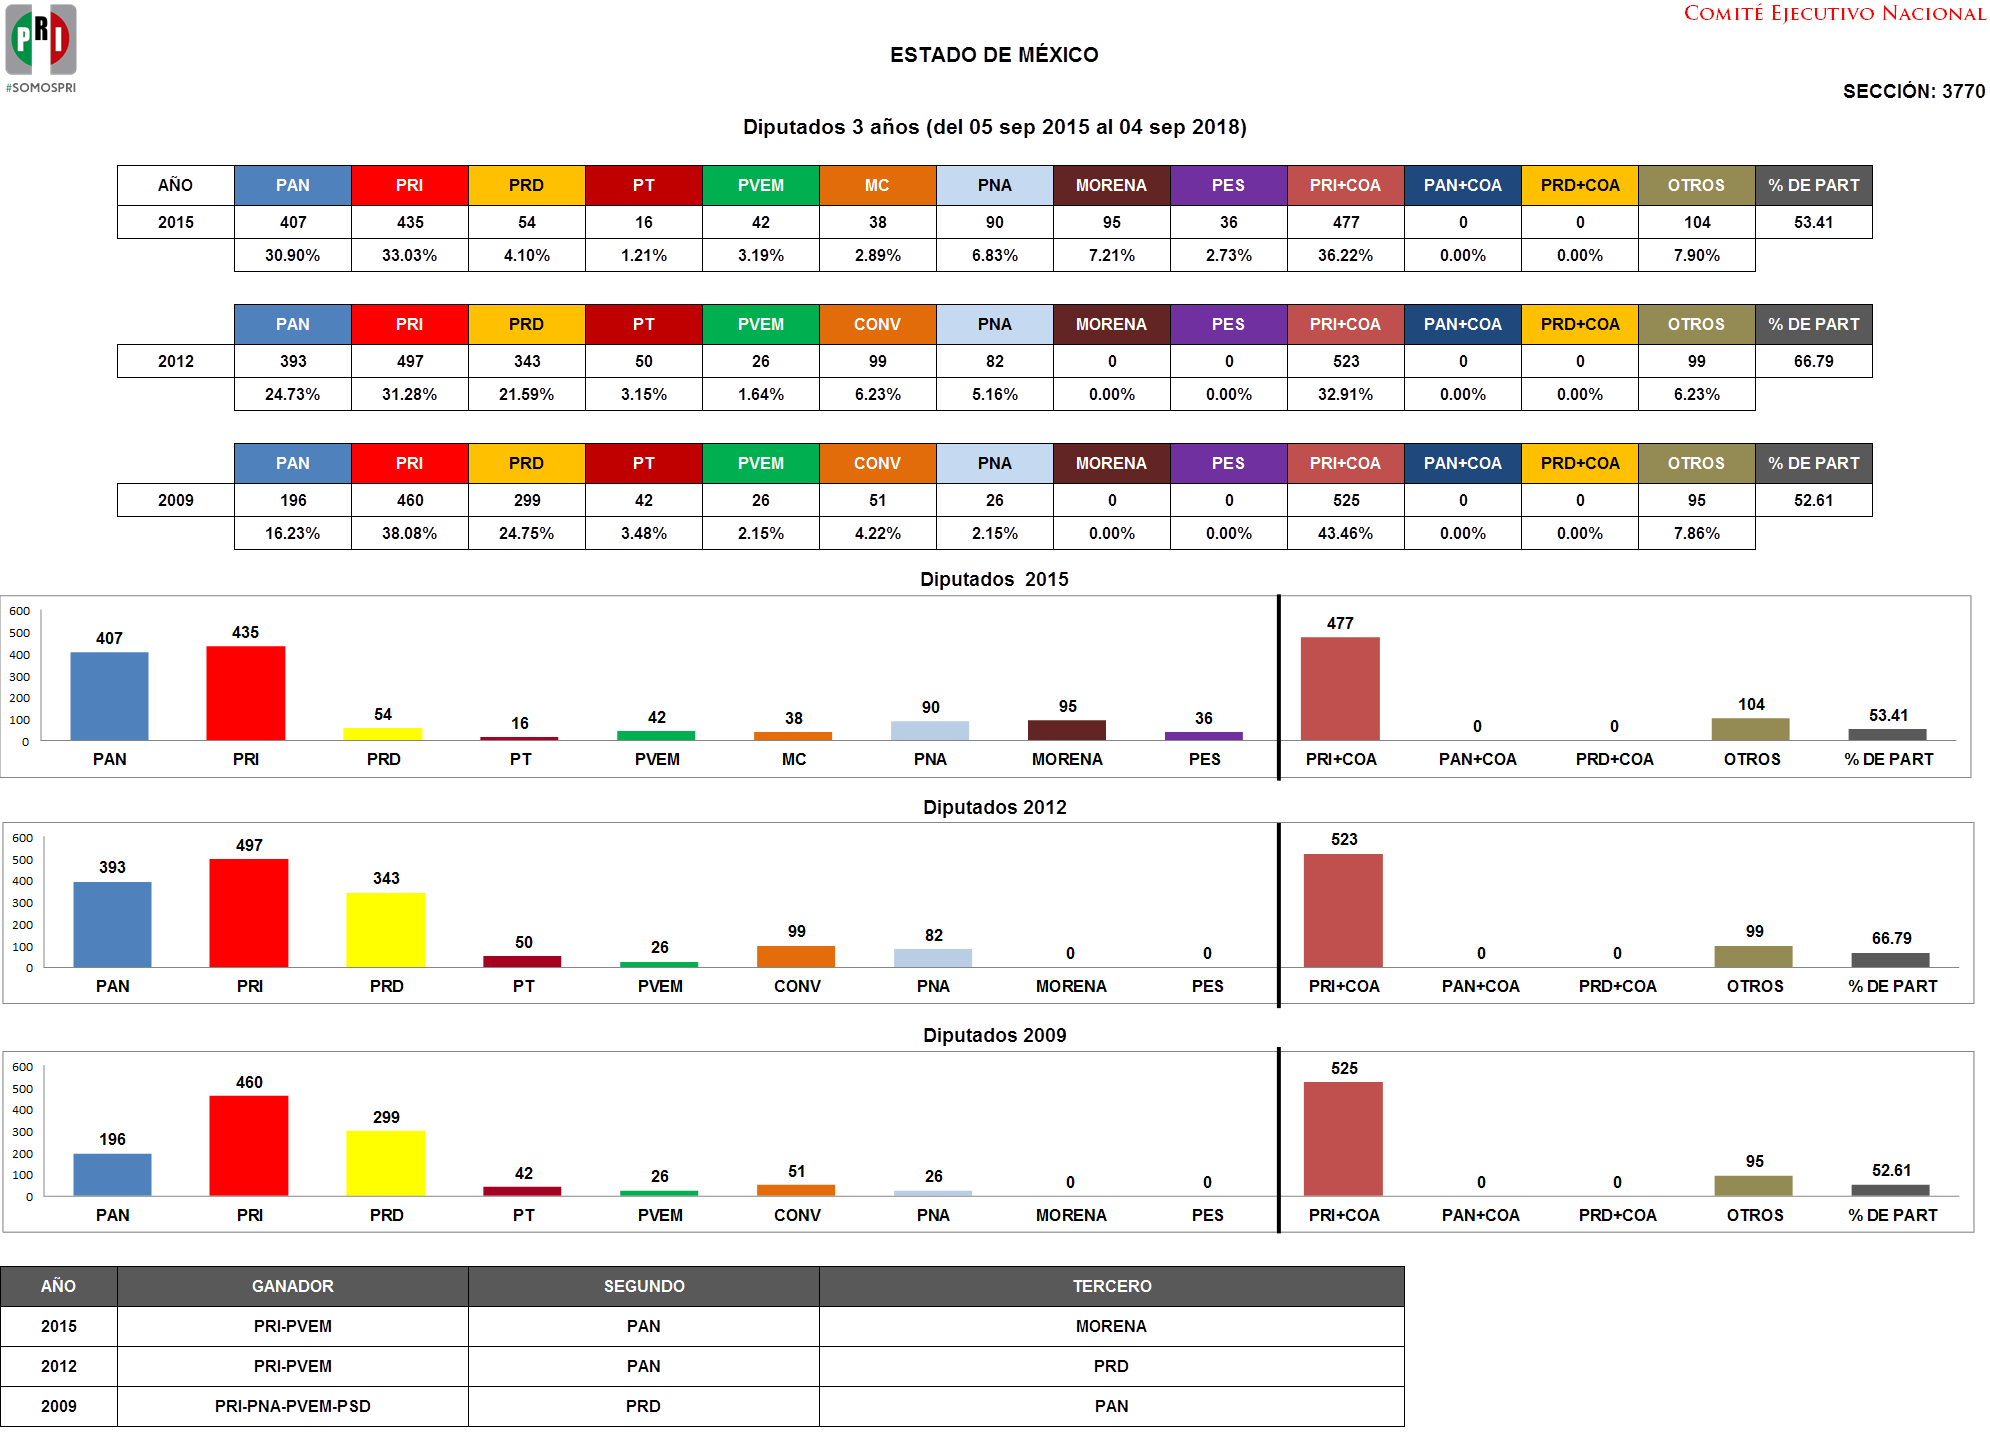 PRI
#SOMOSPRI
COMITÉ EJECUTIVO NACIONAL
ESTADO DE MÉXICO
SECCIÓN: 3770
Diputados 3 años (del 05 sep 2015 al 04 sep 2018)
AÑO PAN PRI PRD PT PVEM MC PNA MORENA PES PRI+COA PAN+COA PRD+COA OTROS % DE PART
2015 407 435 54 16 42 38 90 95 36 477 0 0 104 53.41
30.90% 33.03% 4.10% 1.21% 3.19% 2.89% 6.83% 7.21% 2.73% 36.22% 0.00% 0.00% 7.90%
PAN PRI PRD PT PVEM CONV PNA MORENA PES PRI+COA PAN+COA PRD+COA OTROS % DE PART
2012 393 497 343 50 26 99 82 0 0 523 0 0 99 66.79
24.73% 31.28% 21.59% 3.15% 1.64% 6.23% 5.16% 0.00% 0.00% 32.91% 0.00% 0.00% 6.23%
PAN PRI PRD PT PVEM CONV PNA MORENA PES PRI+COA PAN+COA PRD+COA OTROS % DE PART
2009 196 460 299 42 26 51 26 0 0 525 0 0 95 52.61
16.23% 38.08% 24.75% 3.48% 2.15% 4.22% 2.15% 0.00% 0.00% 43.46% 0.00% 0.00% 7.86%
Diputados 2015
600
500
400
300
200
100
0
407 435 54 16 42 38 90 95 36 477 0 0 104 53.41
PAN PRI PRD PT PVEM MC PNA MORENA PES PRI+COA PAN+COA PRD+COA OTROS % DE PART
Diputados 2012
600
500
400
300
200
100
0
393 497 343 50 26 99 82 0 0 523 0 0 99 66.79
PAN PRI PRD PT PVEM CONV PNA MORENA PES PRI+COA PAN+COA PRD+COA OTROS % DE PART
Diputados 2009
600
500
400
300
200
100
0
196 460 299 42 26 51 26 0 0 525 0 0 95 52.61
PAN PRI PRD PT PVEM CONV PNA MORENA PES PRI+COA PAN+COA PRD+COA OTROS % DE PART
AÑO GANADOR SEGUNDO TERCERO
2015 PRI-PVEM PAN MORENA
2012 PRI-PVEM PAN PRD
2009 PRI-PNA-PVEM-PSD PRD PAN